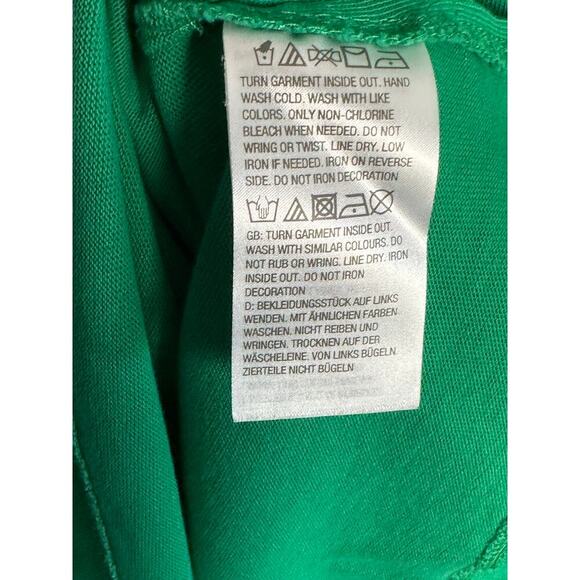 TURN GARMENT INSIDE OUT. HAND
WASH COLD. WASH WITH LIKE
COLORS. ONLY NON-CHLORINE
BLEACH WHEN NEEDED. DO NOT
WRING OR TWIST. LINE DRY. LOW
IRON IF NEEDED. IRON ON REVERSE
SIDE. DO NOT IRON DECORATION
GB: TURN GARMENT INSIDE OUT.
WASH WITH SIMILAR COLOURS. DO
NOT RUB OR WRING. LINE DRY. IRON
INSIDE OUT. DO NOT IRON
DECORATION
D: BEKLEIDUNGSSTÜCK AUF LINKS
WENDEN. MIT ÄHNLICHEN FARBEN
WASCHEN. NICHT REIBEN UND
WRINGEN. TROCKNEN AUF DER
WÄSCHELEINE. VON LINKS BÜGELN.
ZIERTEILE NICHT BÜGELN